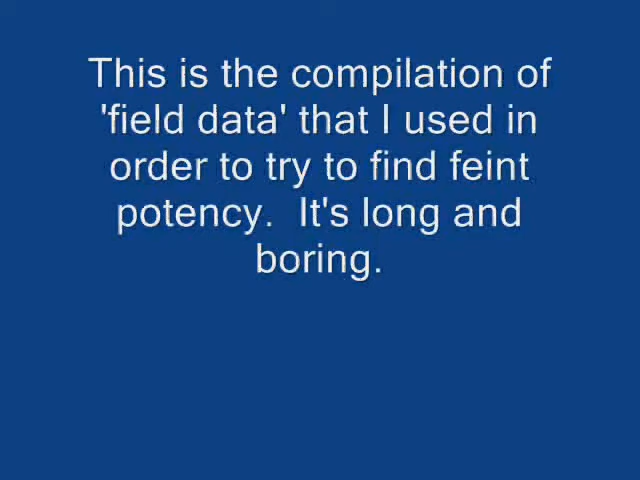 This is the compilation of
'field data' that I used in
order to try to find feint
potency.  It's long and
boring.